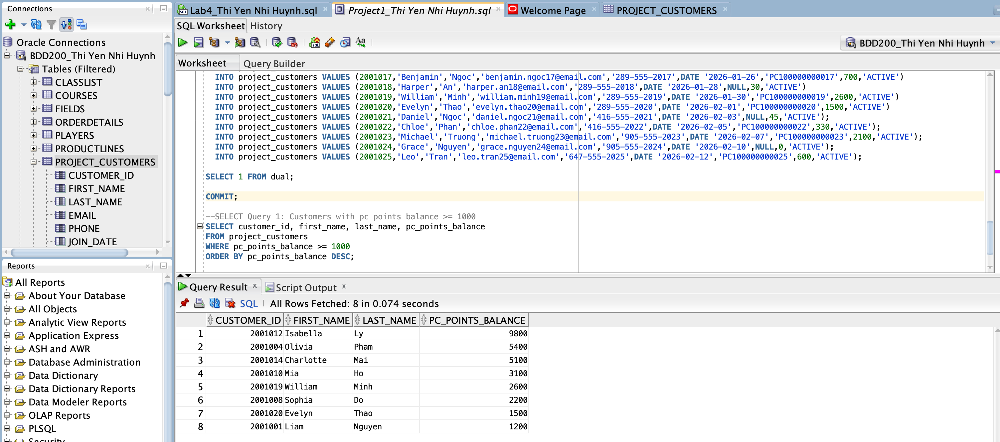 Connections
Oracle Connections
BDD200_Thi Yen Nhi Huynh
Tables (Filtered)
CLASSLIST
COURSES
FIELDS
ORDERDETAILS
PLAYERS
PRODUCTLINES
PROJECT_CUSTOMERS
CUSTOMER_ID
FIRST_NAME
LAST_NAME
EMAIL
PHONE
JOIN_DATE
Reports
All Reports
About Your Database
All Objects
Analytic View Reports
Application Express
ASH and AWR
Database Administration
Data Dictionary
Data Dictionary Reports
Data Modeler Reports
OLAP Reports
PLSQL
Security
Lab4_Thi Yen Nhi Huynh.sql Project1_Thi Yen Nhi Huynh.sql Welcome Page PROJECT_CUSTOMERS
SQL Worksheet History
BDD200_Thi Yen Nhi Huynh
Worksheet Query Builder
INTO project_customers VALUES (2001017,'Benjamin','Ngoc','benjamin.ngoc17@email.com','289-555-2017',DATE '2026-01-26','PC100000000017',700,'ACTIVE')
INTO project_customers VALUES (2001018,'Harper','An','harper.an18@email.com','289-555-2018',DATE '2026-01-28',NULL,30,'ACTIVE')
INTO project_customers VALUES (2001019,'William','Minh','william.minh19@email.com','289-555-2019',DATE '2026-01-30','PC100000000019',2600,'ACTIVE')
INTO project_customers VALUES (2001020,'Evelyn','Thao','evelyn.thao20@email.com','289-555-2020',DATE '2026-02-01','PC100000000020',1500,'ACTIVE')
INTO project_customers VALUES (2001021,'Daniel','Ngoc','daniel.ngoc21@email.com','416-555-2021',DATE '2026-02-03',NULL,45,'ACTIVE');
INTO project_customers VALUES (2001022,'Chloe','Phan','chloe.phan22@email.com','416-555-2022',DATE '2026-02-05','PC100000000022',330,'ACTIVE');
INTO project_customers VALUES (2001023,'Michael','Truong','michael.truong23@email.com','905-555-2023',DATE '2026-02-07','PC100000000023',2100,'ACTIVE');
INTO project_customers VALUES (2001024,'Grace','Nguyen','grace.nguyen24@email.com','905-555-2024',DATE '2026-02-10',NULL,0,'ACTIVE');
INTO project_customers VALUES (2001025,'Leo','Tran','leo.tran25@email.com','647-555-2025',DATE '2026-02-12','PC100000000025',600,'ACTIVE');
SELECT 1 FROM dual;
COMMIT;
--SELECT Query 1: Customers with pc points balance >= 1000
SELECT customer_id, first_name, last_name, pc_points_balance
FROM project_customers
WHERE pc_points_balance >= 1000
ORDER BY pc_points_balance DESC;
Query Result Script Output
SQL All Rows Fetched: 8 in 0.074 seconds
CUSTOMER_ID FIRST_NAME LAST_NAME PC_POINTS_BALANCE
1 2001012 Isabella Ly 9800
2 2001004 Olivia Pham 5400
3 2001014 Charlotte Mai 5100
4 2001010 Mia Ho 3100
5 2001019 William Minh 2600
6 2001008 Sophia Do 2200
7 2001020 Evelyn Thao 1500
8 2001001 Liam Nguyen 1200